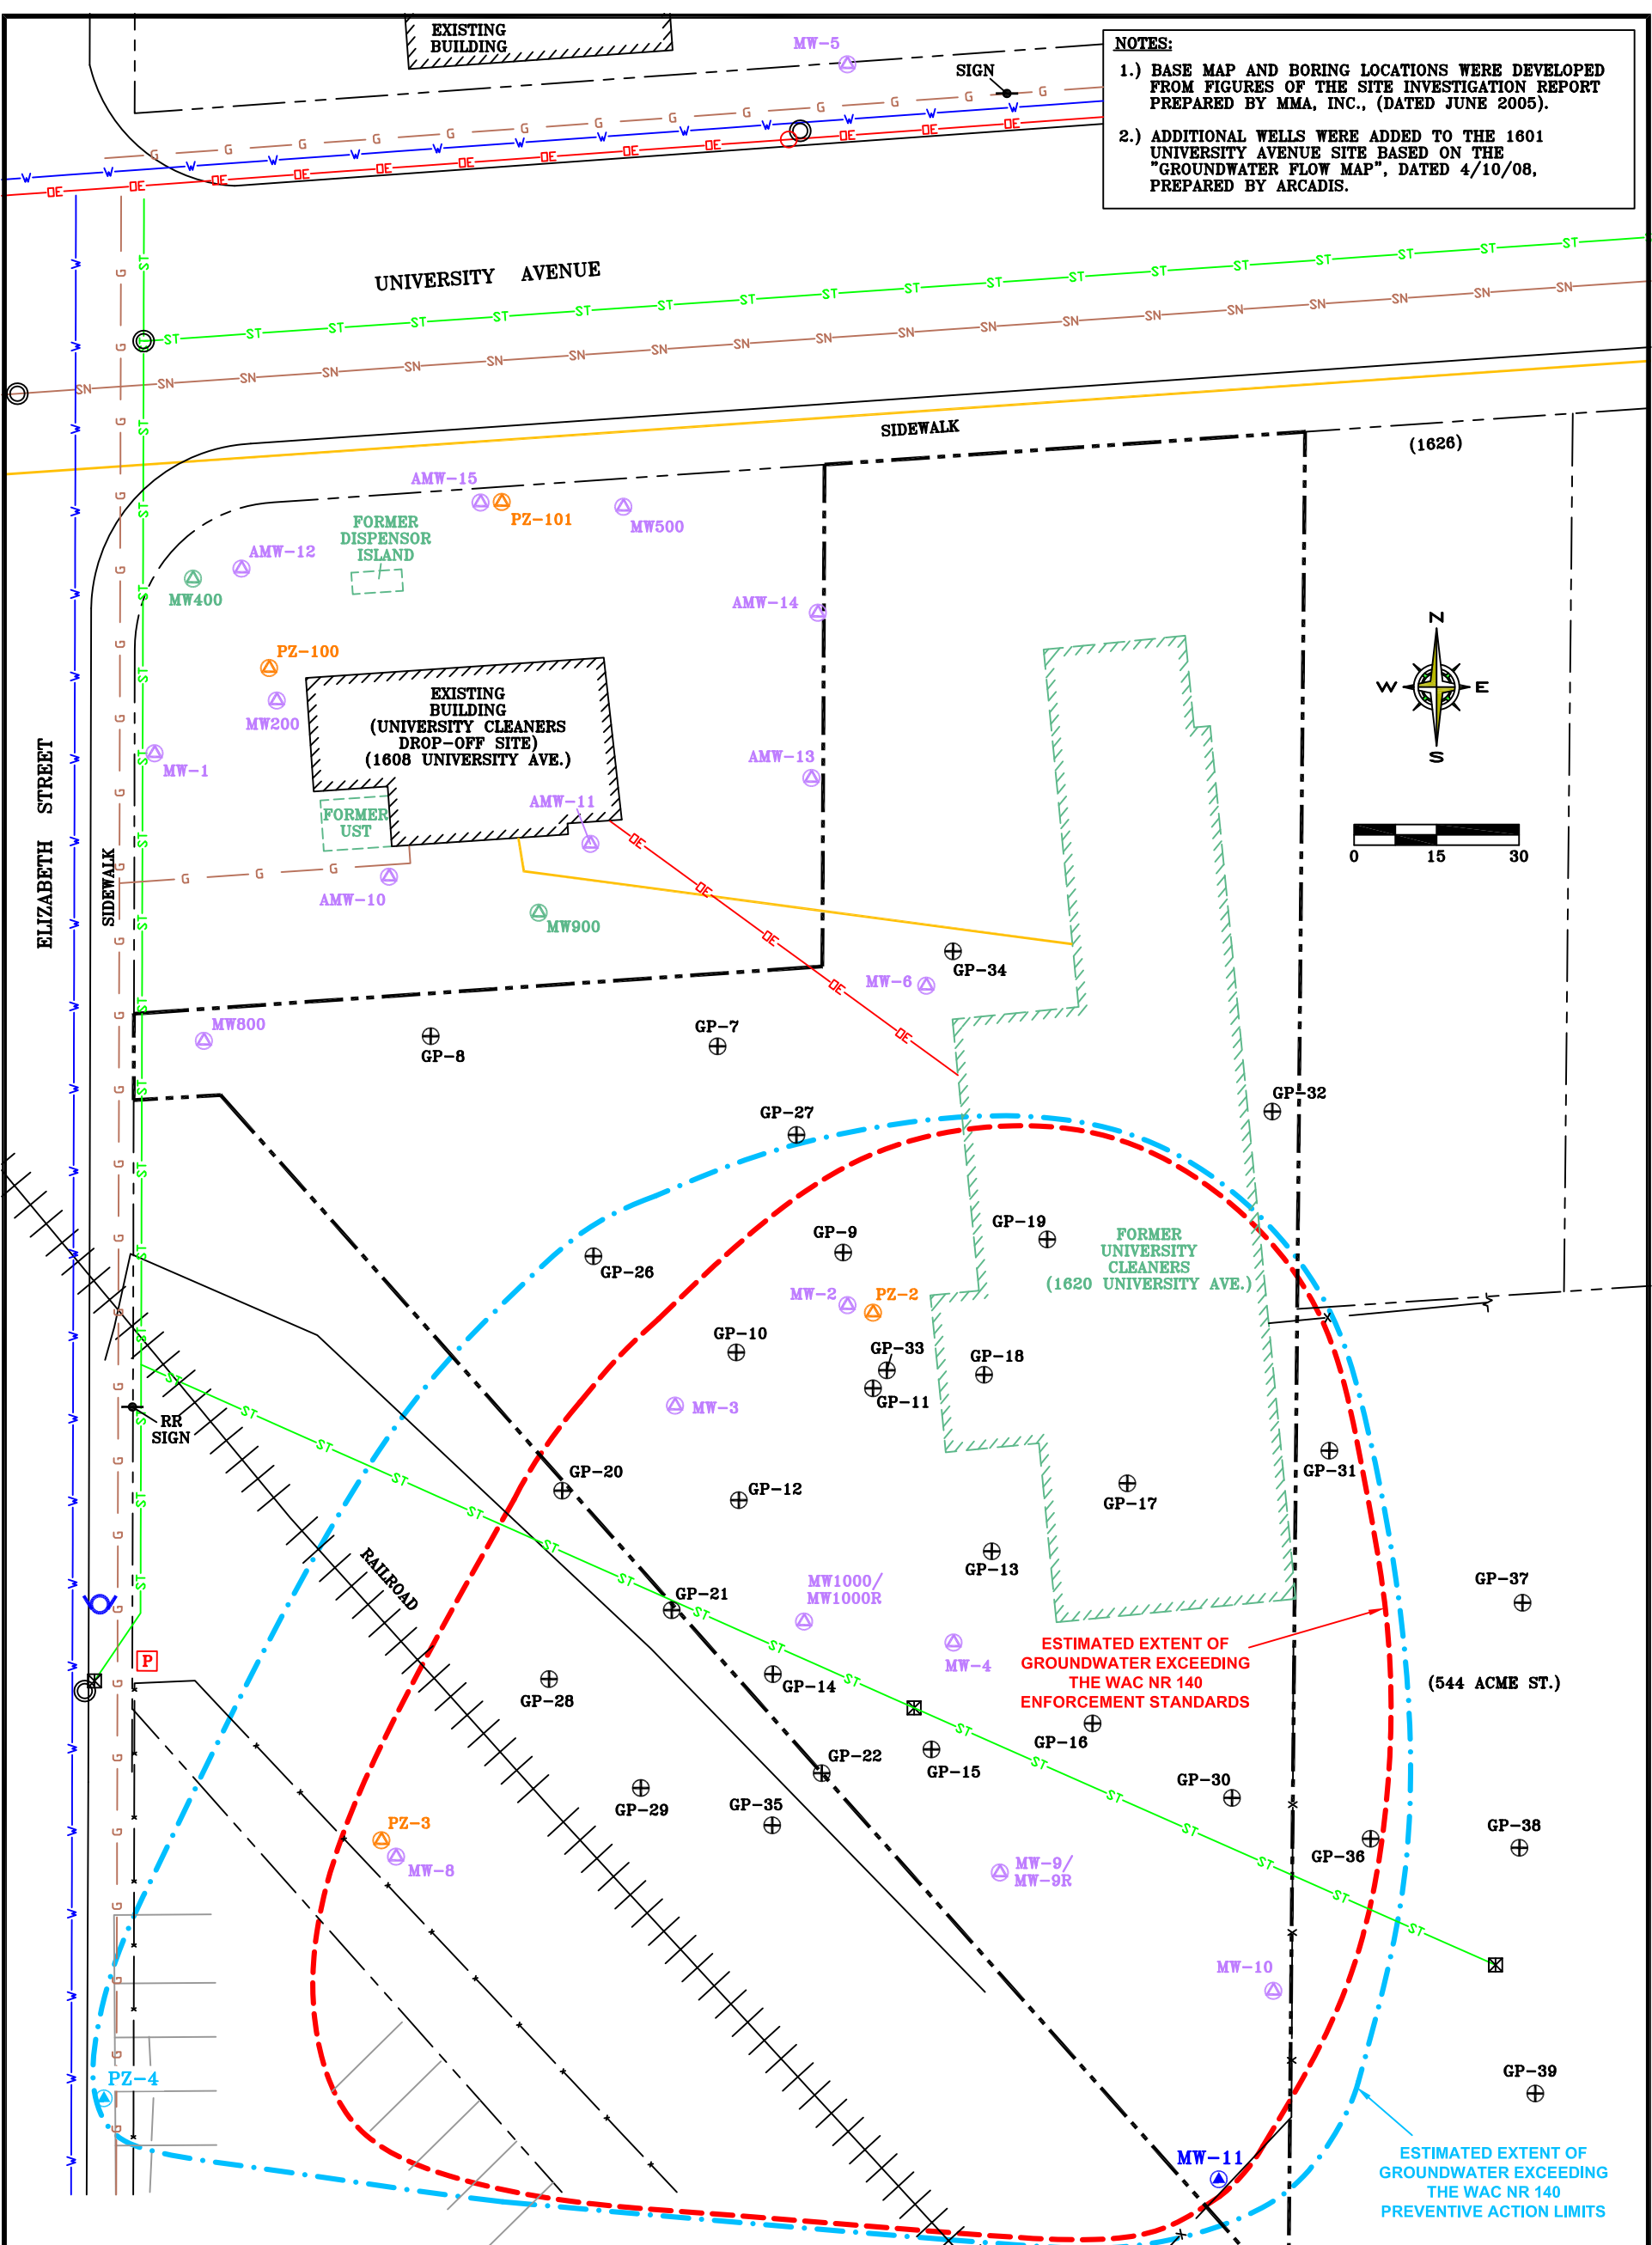 EXISTING
BUILDING
MW-5
SIGN
NOTES:
1.) BASE MAP AND BORING LOCATIONS WERE DEVELOPED
FROM FIGURES OF THE SITE INVESTIGATION REPORT
PREPARED BY MMA, INC., (DATED JUNE 2005).
2.) ADDITIONAL WELLS WERE ADDED TO THE 1601
UNIVERSITY AVENUE SITE BASED ON THE
"GROUNDWATER FLOW MAP", DATED 4/10/08,
PREPARED BY ARCADIS.
UNIVERSITY AVENUE
SIDEWALK
(1626)
AMW-15
PZ-101
MW500
FORMER
DISPENSOR
ISLAND
AMW-12
MW400
AMW-14
PZ-100
MW200
MW-1
EXISTING
BUILDING
(UNIVERSITY CLEANERS
DROP-OFF SITE)
(1608 UNIVERSITY AVE.)
AMW-13
AMW-11
FORMER
UST
AMW-10
MW900
ELIZABETH STREET
SIDEWALK
N
W
E
S
0 15 30
GP-34
MW-6
MW800
GP-8
GP-7
GP-27
GP-32
GP-26
GP-9
GP-19
FORMER
UNIVERSITY
CLEANERS
(1620 UNIVERSITY AVE.)
MW-2
PZ-2
GP-10
GP-33
GP-18
GP-11
MW-3
RR
SIGN
GP-20
GP-12
GP-31
GP-17
RAILROAD
GP-13
MW1000/
MW1000R
GP-21
GP-37
P
MW-4
ESTIMATED EXTENT OF
GROUNDWATER EXCEEDING
THE WAC NR 140
ENFORCEMENT STANDARDS
(544 ACME ST.)
GP-28
GP-14
GP-16
GP-22
GP-15
GP-30
GP-29
GP-35
PZ-3
MW-8
GP-36
GP-38
MW-9/
MW-9R
MW-10
PZ-4
GP-39
MW-11
ESTIMATED EXTENT OF
GROUNDWATER EXCEEDING
THE WAC NR 140
PREVENTIVE ACTION LIMITS